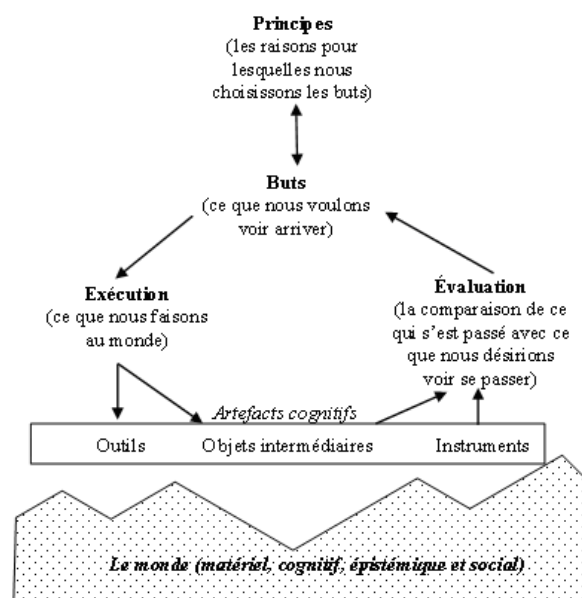 Principes
(les raisons pour
lesquelles nous
choisissons les buts)
Buts
(ce que nous voulons
voir arriver)
Exécution
(ce que nous faisons
au monde)
Évaluation
(la comparaison de ce
qui s'est passé avec ce
que nous désirions
voir se passer)
Artefacts cognitifs
Outils Objets intermédiaires Instruments
Le monde (matériel, cognitif, épistémique et social)